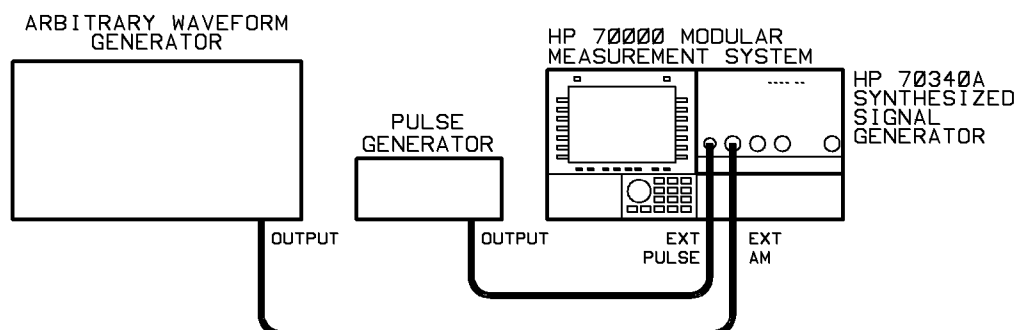 ARBITRARY WAVEFORM
GENERATOR
HP 70000 MODULAR
MEASUREMENT SYSTEM
HP 70340A
SYNTHESIZED
SIGNAL
GENERATOR
PULSE
GENERATOR
OUTPUT
OUTPUT
EXT
PULSE
EXT
AM